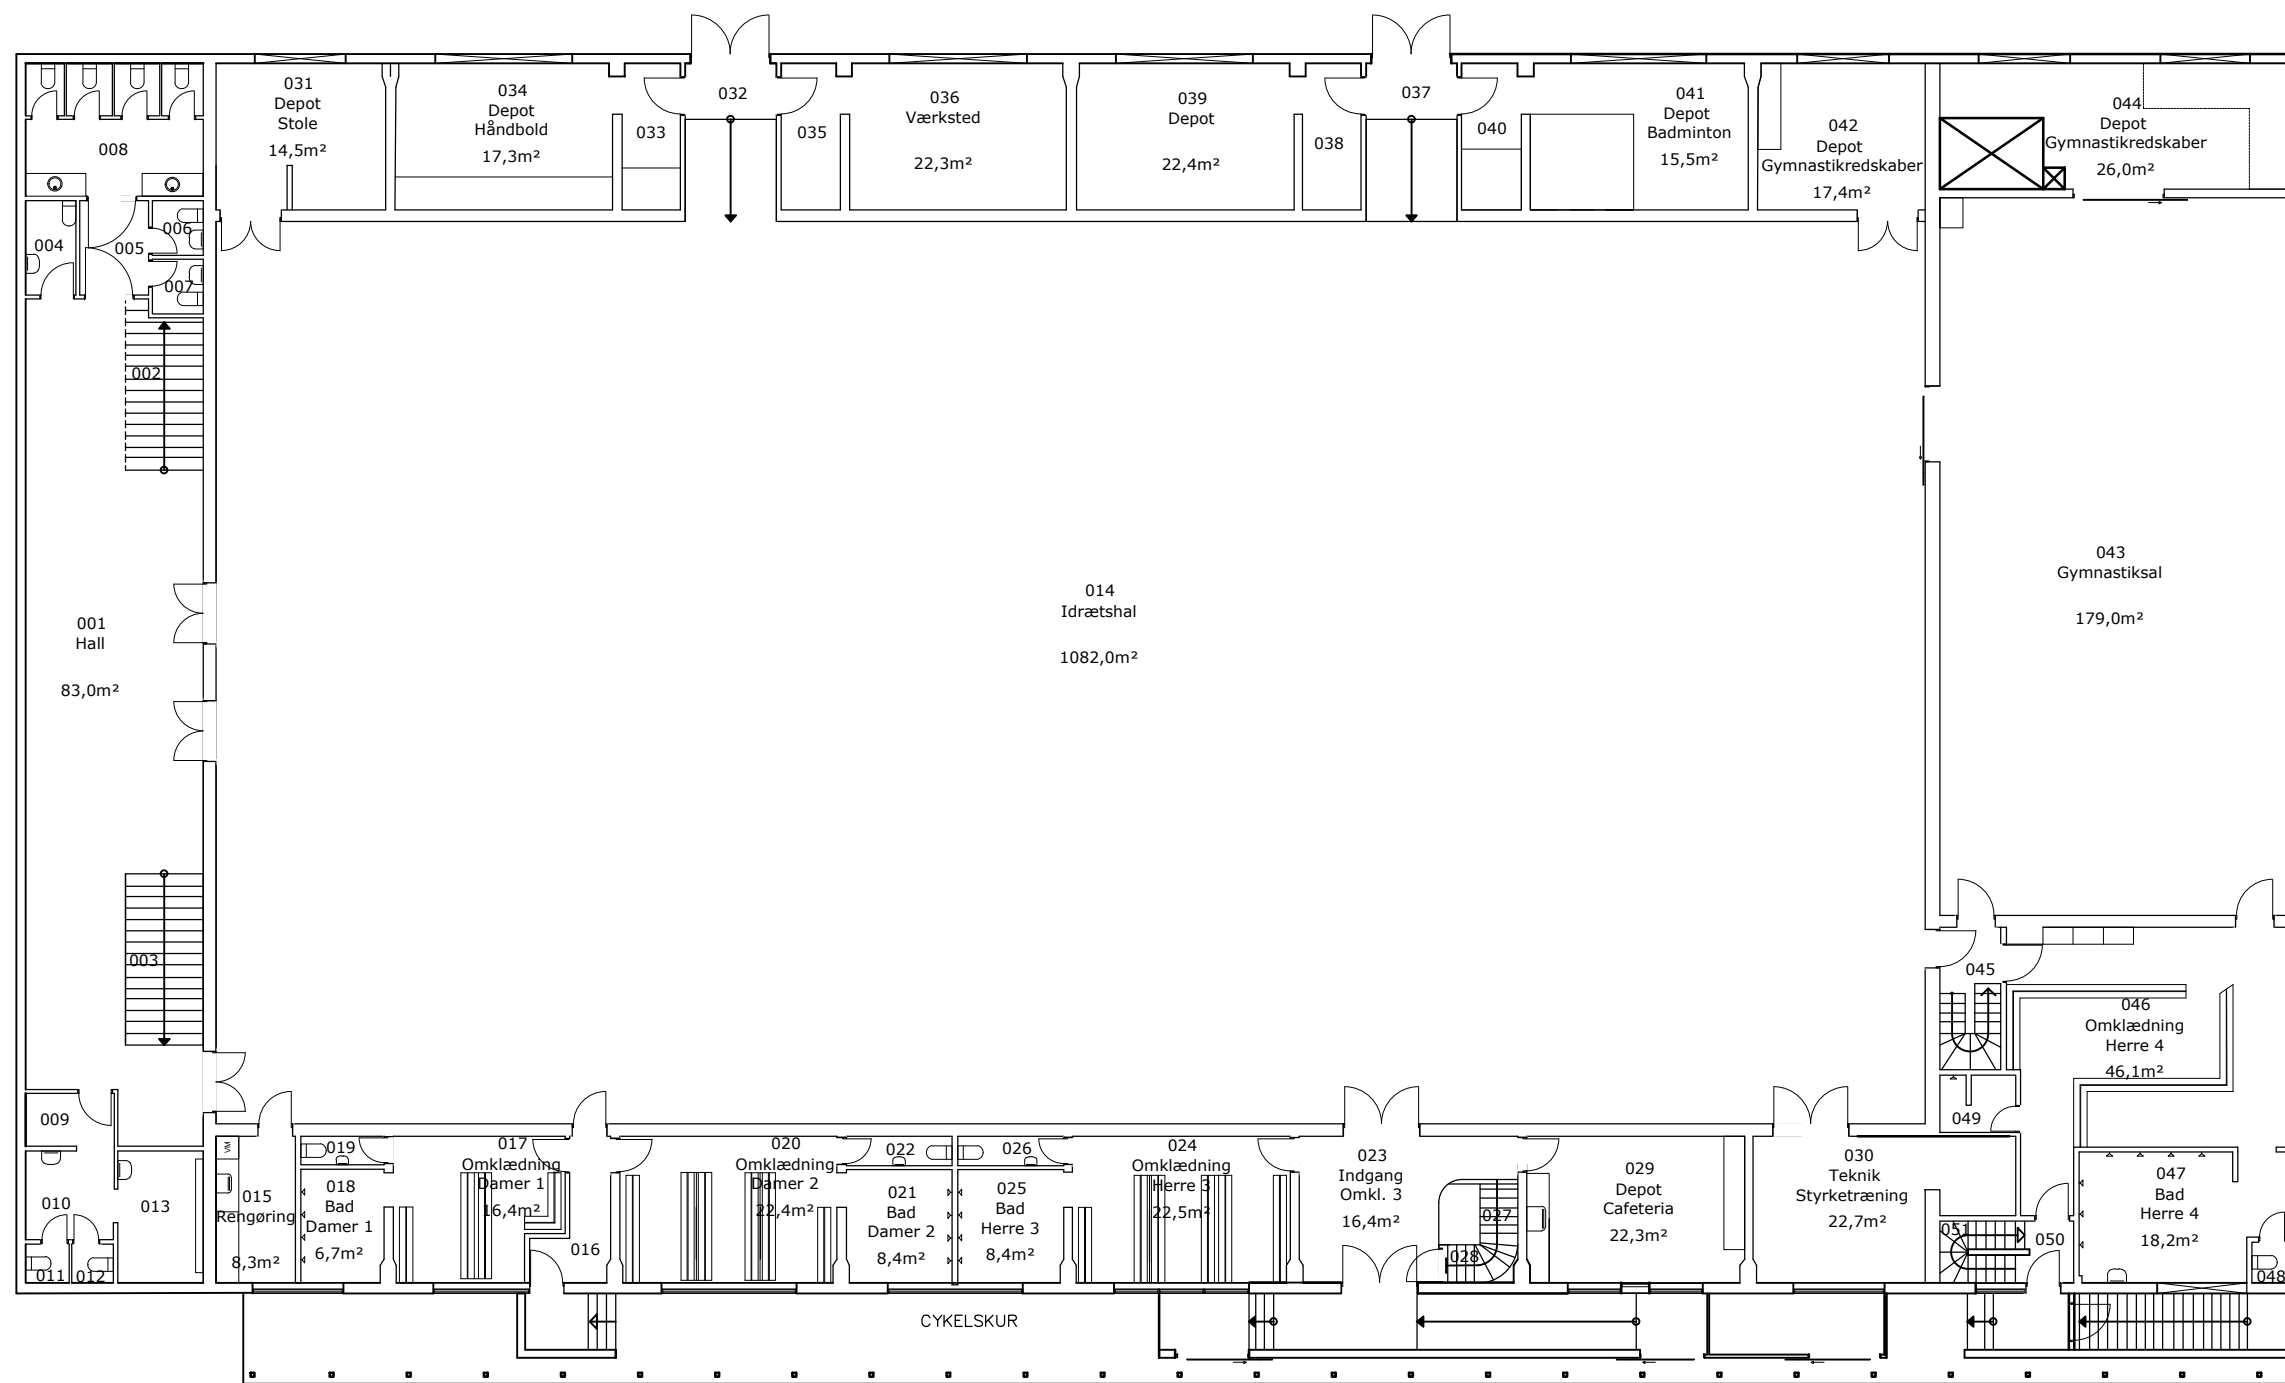 031
Depot
Stole
14,5m²
034
Depot
Håndbold
17,3m²
033
032
035
036
Værksted
22,3m²
039
Depot
22,4m²
038
037
040
041
Depot
Badminton
15,5m²
042
Depot
Gymnastikredskaber
17,4m²
044
Depot
Gymnastikredskaber
26,0m²
008
004
005
006
007
002
001
Hall
83,0m²
003
014
Idrætshal
1082,0m²
043
Gymnastiksal
179,0m²
045
046
Omklædning
Herre 4
46,1m²
049
009
010
011
012
013
VM
015
Rengøring
8,3m²
019
018
Bad
Damer 1
6,7m²
017
Omklædning
Damer 1
16,4m²
016
020
Omklædning
Damer 2
22,4m²
022
021
Bad
Damer 2
8,4m²
026
025
Bad
Herre 3
8,4m²
024
Omklædning
Herre 3
22,5m²
023
Indgang
Omkl. 3
16,4m²
027
028
029
Depot
Cafeteria
22,3m²
030
Teknik
Styrketræning
22,7m²
051
050
047
Bad
Herre 4
18,2m²
048
CYKELSKUR